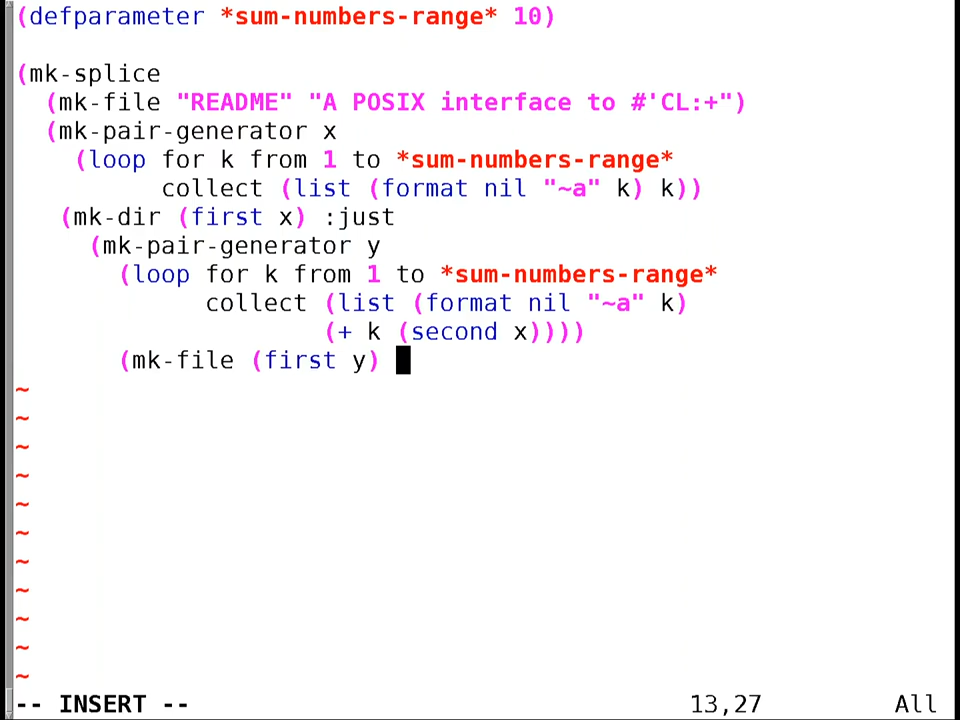 (defparameter *sum-numbers-range* 10)

(mk-splice
  (mk-file "README" "A POSIX interface to #'CL:+")
  (mk-pair-generator x
    (loop for k from 1 to *sum-numbers-range*
          collect (list (format nil "~a" k) k))
   (mk-dir (first x) :just
     (mk-pair-generator y
       (loop for k from 1 to *sum-numbers-range*
             collect (list (format nil "~a" k)
                     (+ k (second x))))
       (mk-file (first y)
~
~
~
~
~
~
~
~
~
~
~
-- INSERT -- 13,27 All